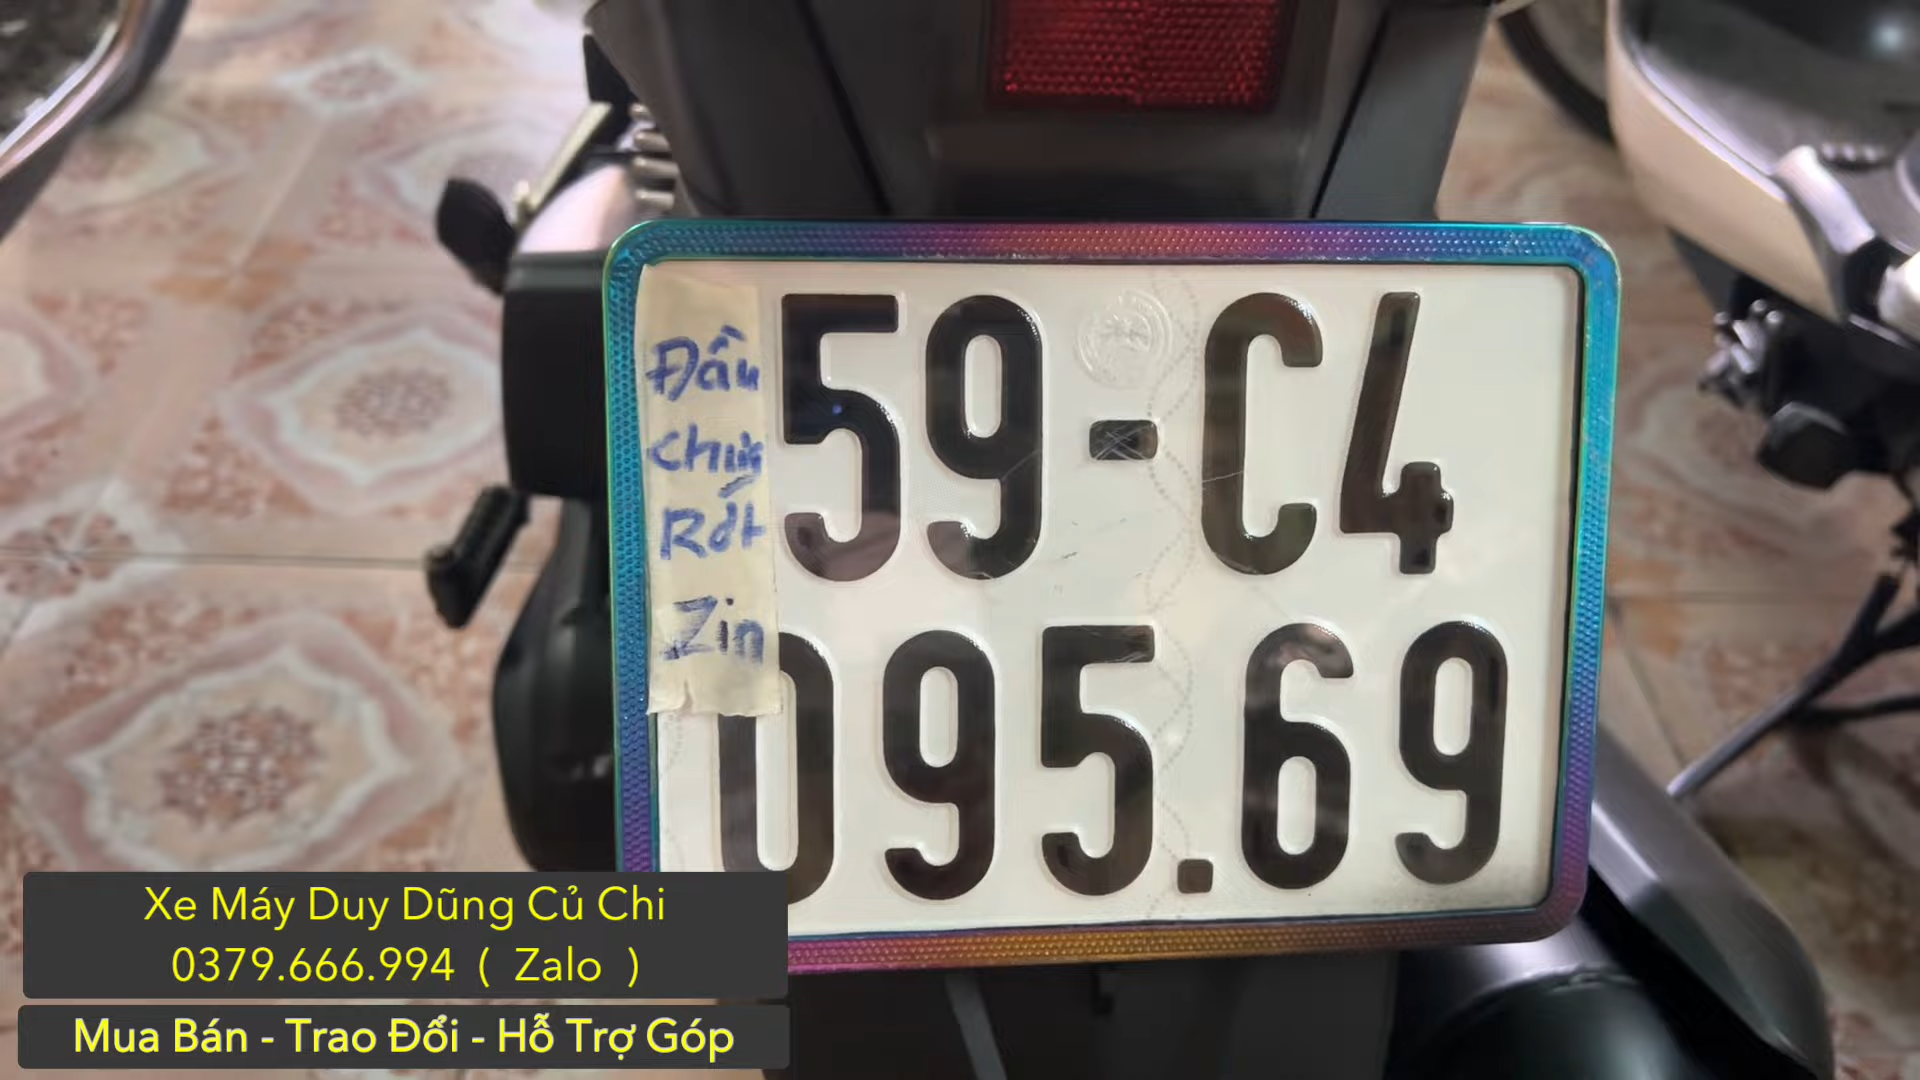 Đầu
chưa
Rớt
Zin
59-C4
095.69
Xe Máy Duy Dũng Củ Chi
0379.666.994 ( Zalo )
Mua Bán - Trao Đổi - Hỗ Trợ Góp